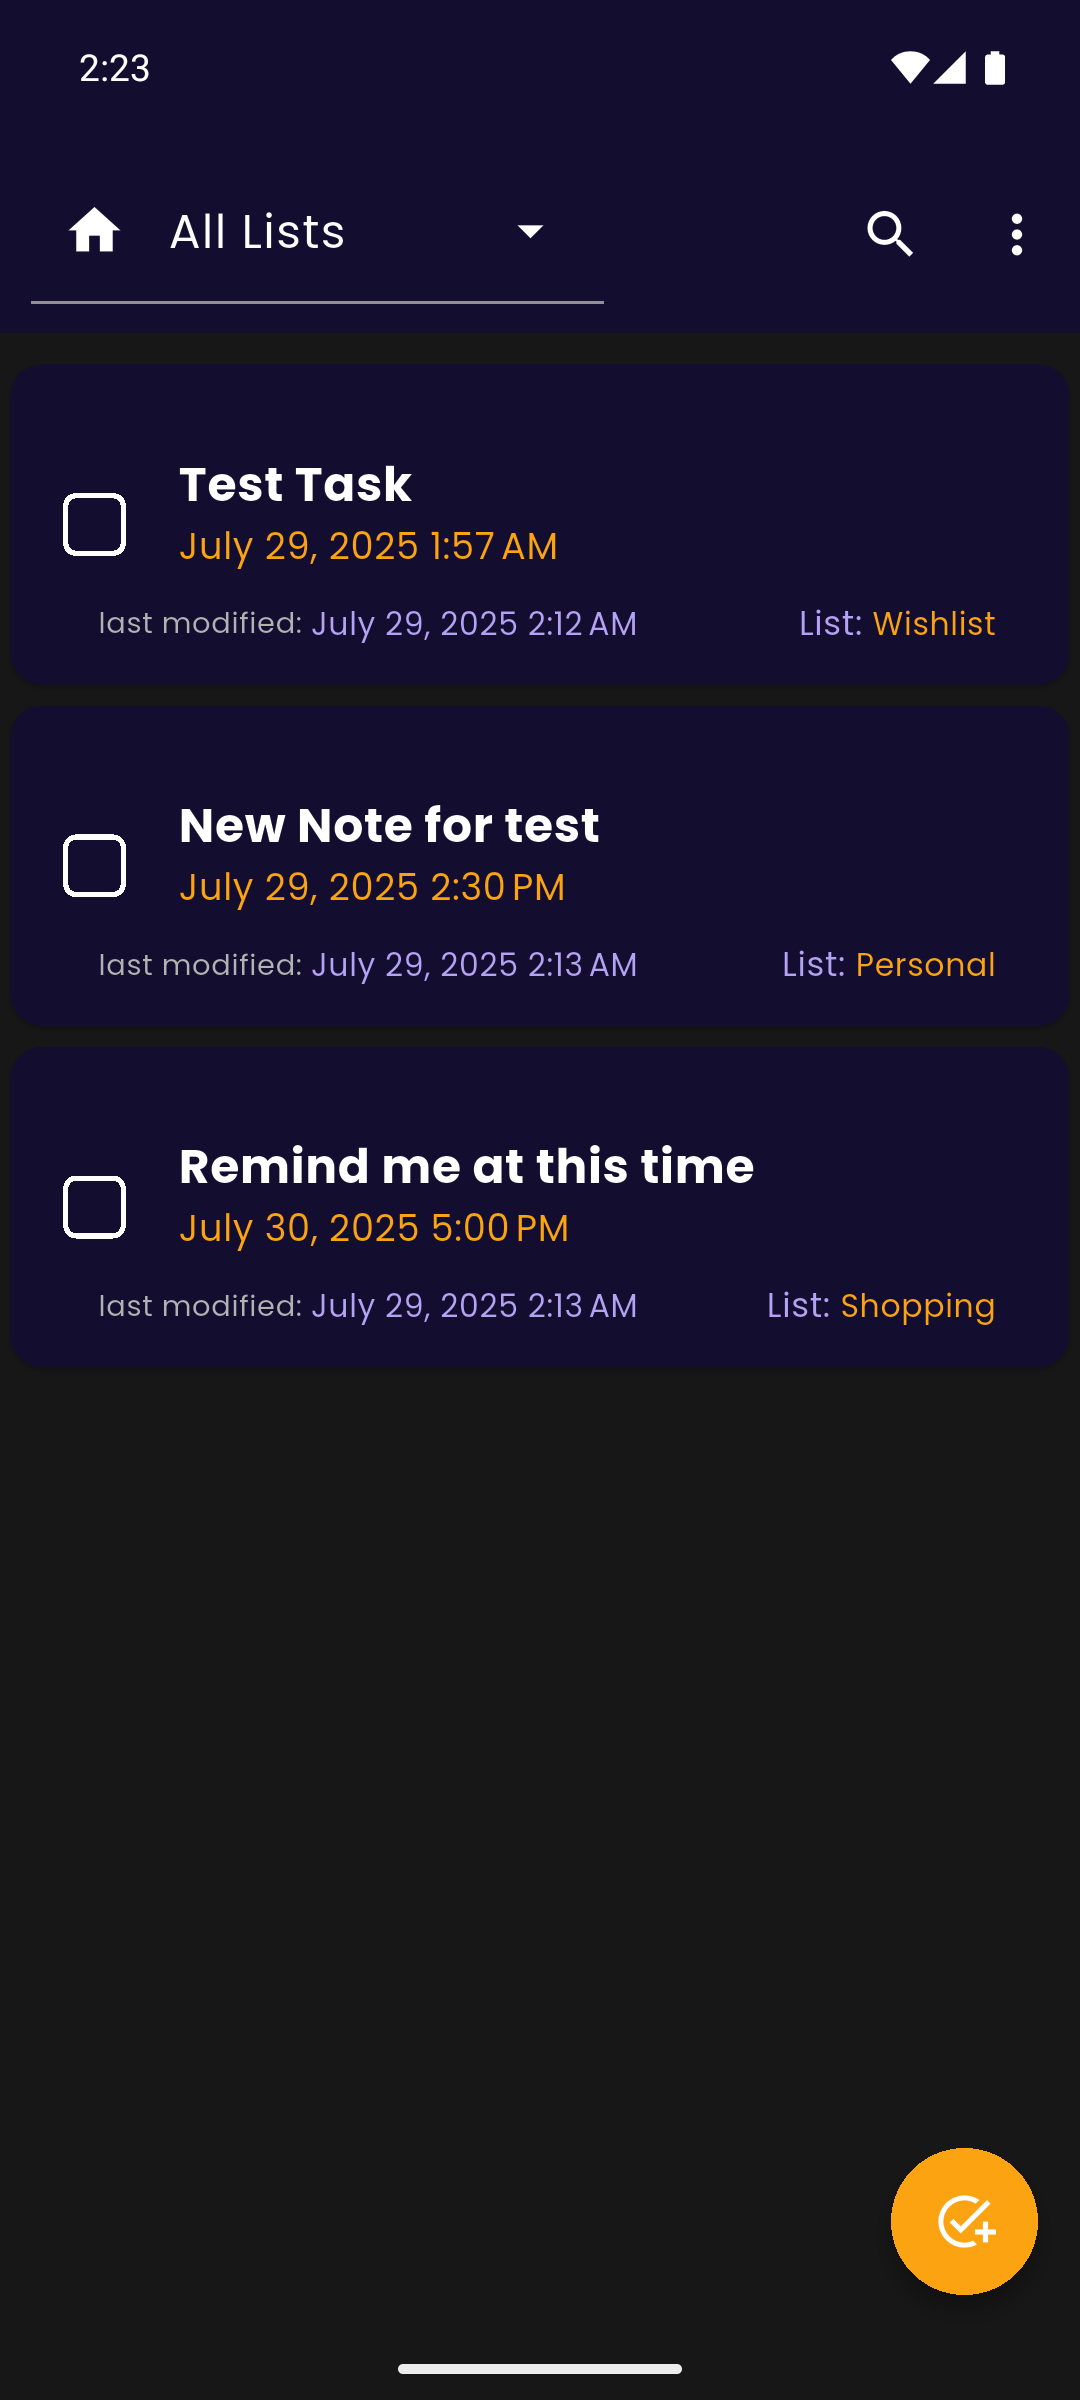 2:23
All Lists
Test Task
July 29, 2025 1:57 AM
last modified: July 29, 2025 2:12 AM List: Wishlist
New Note for test
July 29, 2025 2:30 PM
last modified: July 29, 2025 2:13 AM List: Personal
Remind me at this time
July 30, 2025 5:00 PM
last modified: July 29, 2025 2:13 AM List: Shopping